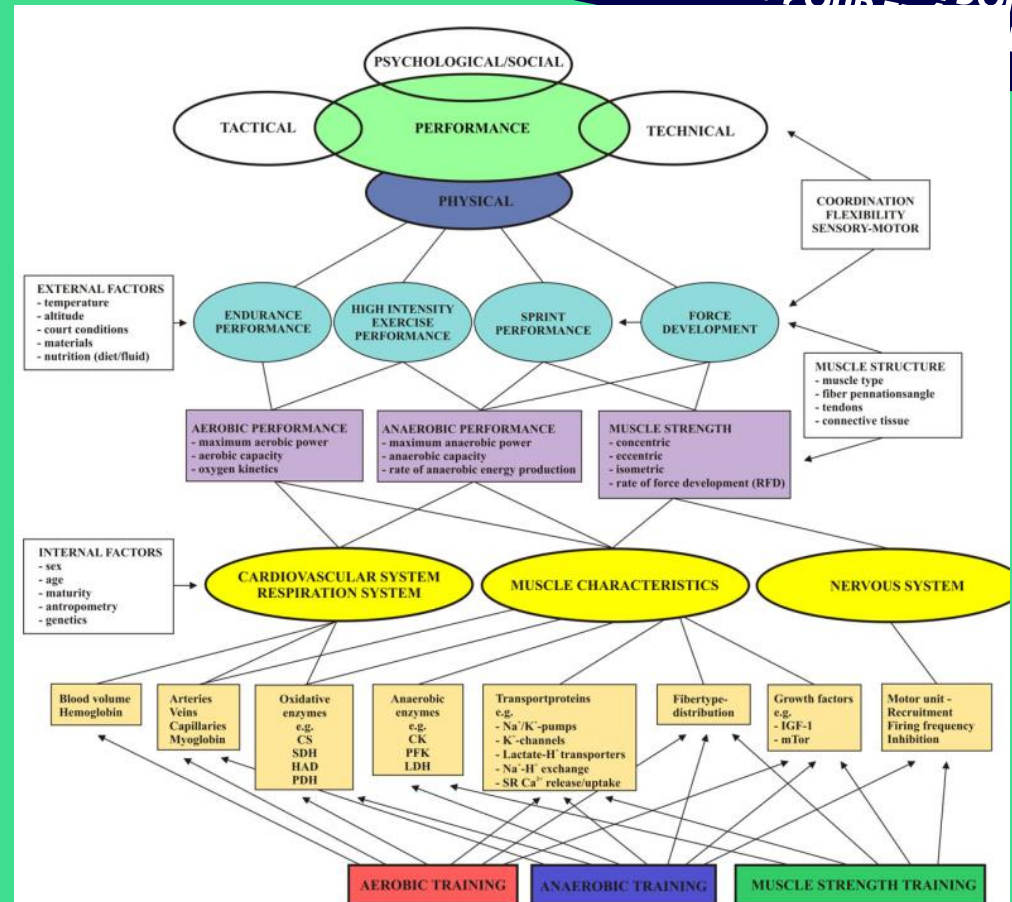 PSYCHOLOGICAL/SOCIAL
TACTICAL
PERFORMANCE
TECHNICAL
PHYSICAL
COORDINATION
FLEXIBILITY
SENSORY-MOTOR
EXTERNAL FACTORS
- temperature
- altitude
- court conditions
- materials
- nutrition (diet/fluid)
ENDURANCE
PERFORMANCE
HIGH INTENSITY
EXERCISE
PERFORMANCE
SPRINT
PERFORMANCE
FORCE
DEVELOPMENT
MUSCLE STRUCTURE
- muscle type
- fiber pennationsangle
- tendons
- connective tissue
AEROBIC PERFORMANCE
- maximum aerobic power
- aerobic capacity
- oxygen kinetics
ANAEROBIC PERFORMANCE
- maximum anaerobic power
- anaerobic capacity
- rate of anaerobic energy production
MUSCLE STRENGTH
- concentric
- eccentric
- isometric
- rate of force development (RFD)
INTERNAL FACTORS
- sex
- age
- maturity
- antropometry
- genetics
CARDIOVASCULAR SYSTEM
RESPIRATION SYSTEM
MUSCLE CHARACTERISTICS
NERVOUS SYSTEM
Blood volume
Hemoglobin
Arteries
Veins
Capillaries
Myoglobin
Oxidative
enzymes
e.g.
CS
SDH
HAD
PDH
Anaerobic
enzymes
e.g.
CK
PFK
LDH
Transportproteins
e.g.
- Na⁺/K⁺-pumps
- K⁺-channels
- Lactate-H⁺ transporters
- Na⁺-H⁺ exchange
- SR Ca²⁺ release/uptake
Fibertype-
distribution
Growth factors
e.g.
- IGF-1
- mTor
Motor unit -
Recruitment
Firing frequency
Inhibition
AEROBIC TRAINING
ANAEROBIC TRAINING
MUSCLE STRENGTH TRAINING